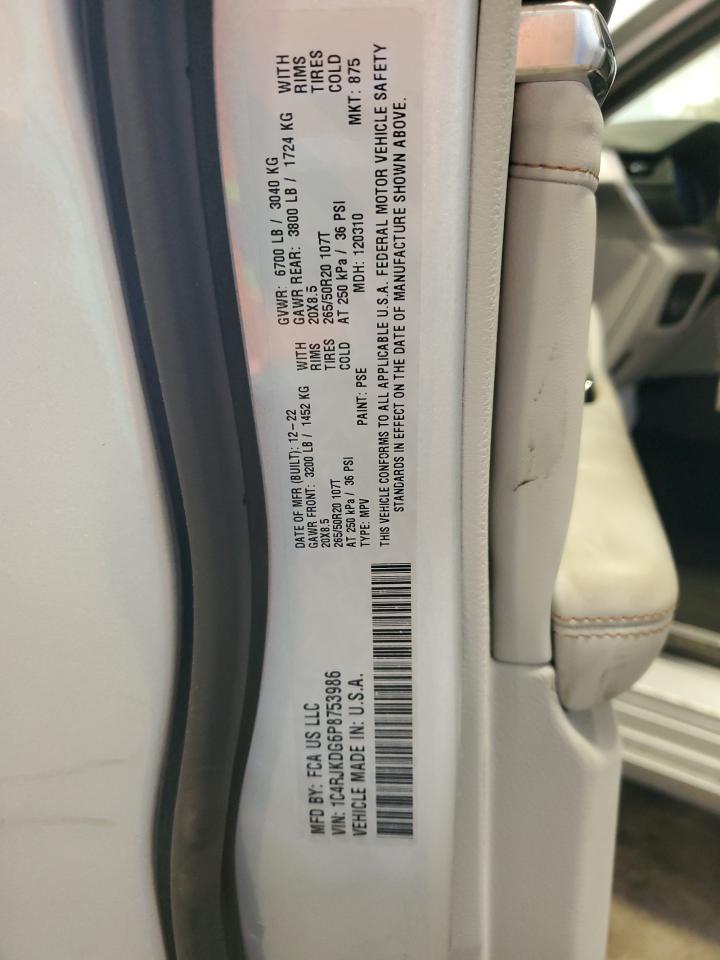 MFD BY: FCA US LLC
VIN: 1C4RJKDG6P8753986
VEHICLE MADE IN: U.S.A.
DATE OF MFR (BUILT): 12-22
GAWR FRONT: 3200 LB / 1452 KG WITH
20X8.5 RIMS
265/50R20 107T TIRES
AT 250 kPa / 36 PSI COLD
TYPE: MPV PAINT: PSE
GVWR: 6700 LB / 3040 KG
GAWR REAR: 3800 LB / 1724 KG WITH
20X8.5 RIMS
265/50R20 107T TIRES
AT 250 kPa / 36 PSI COLD
MDH: 120310 MKT: 875
THIS VEHICLE CONFORMS TO ALL APPLICABLE U.S.A. FEDERAL MOTOR VEHICLE SAFETY
STANDARDS IN EFFECT ON THE DATE OF MANUFACTURE SHOWN ABOVE.